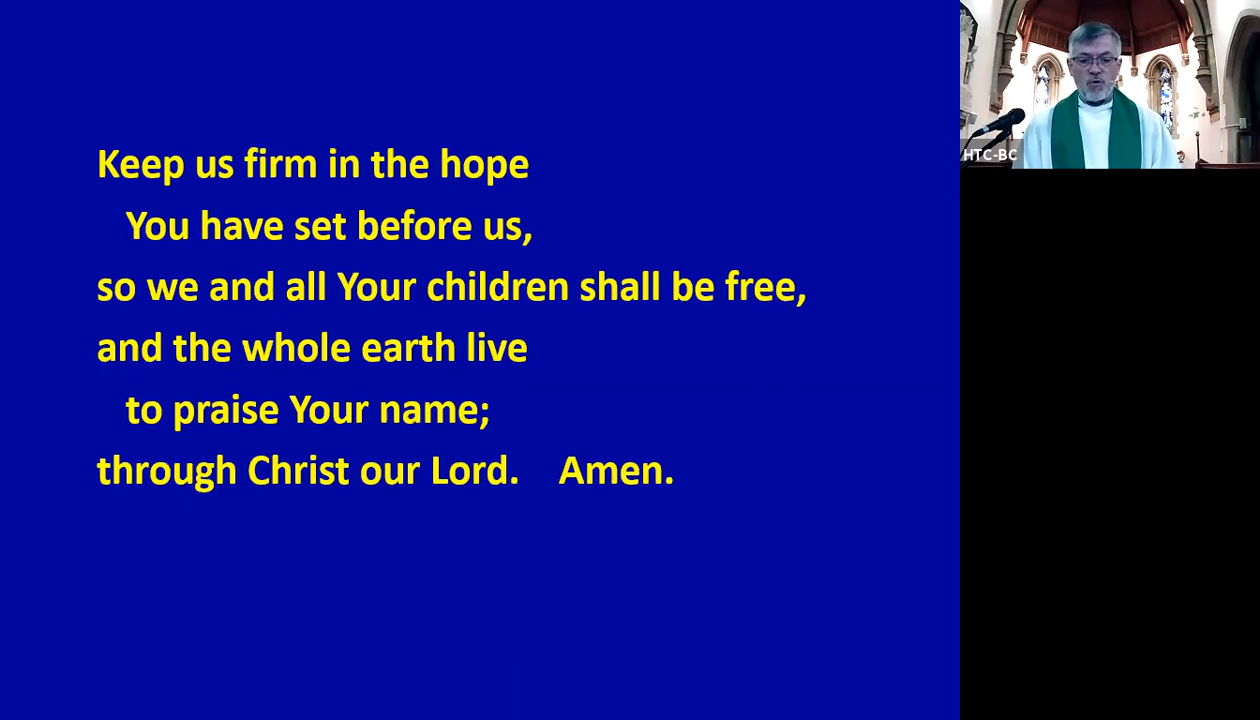 Keep us firm in the hope
You have set before us,
so we and all Your children shall be free,
and the whole earth live
to praise Your name;
through Christ our Lord. Amen.
HTC-BC